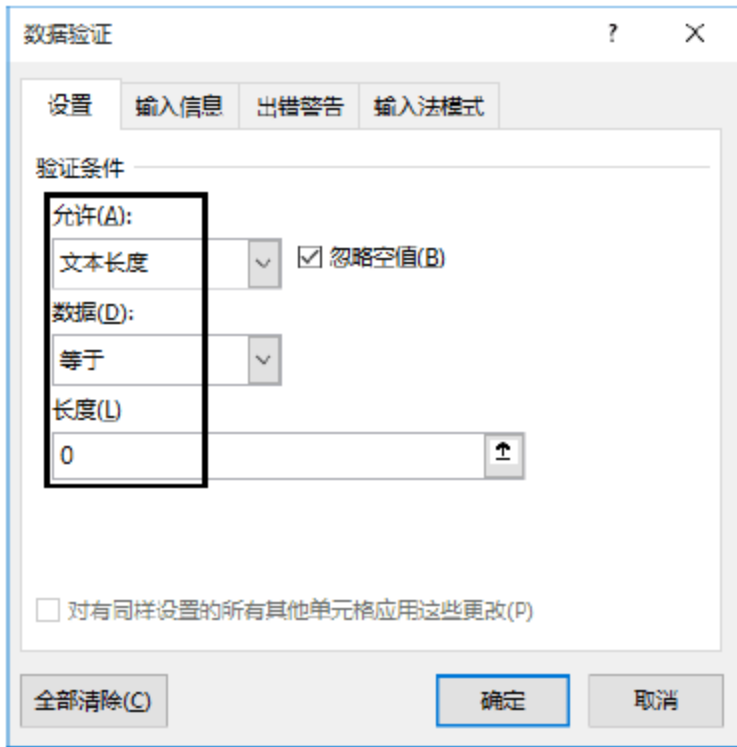 数据验证 ?
设置 输入信息 出错警告 输入法模式
验证条件
允许(A):
文本长度 忽略空值(B)
数据(D):
等于
长度(L)
0
对有同样设置的所有其他单元格应用这些更改(P)
全部清除(C) 确定 取消